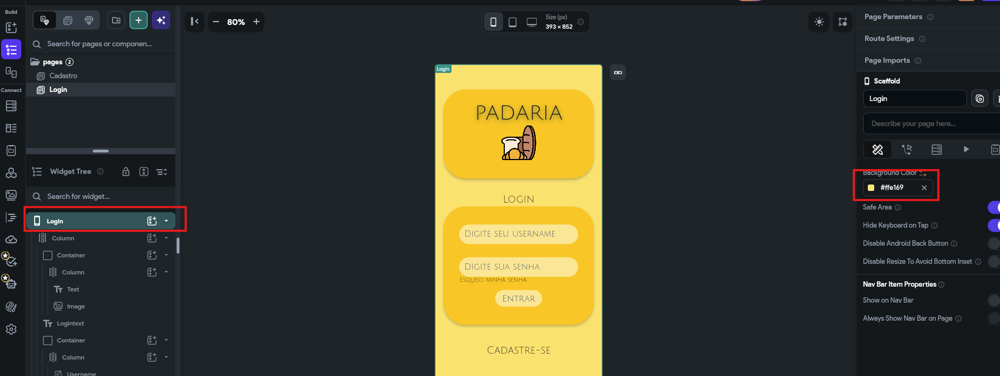 Build
Connect
Search for pages or componen...
pages 2
Cadastro
Login
Widget Tree
Search for widget...
Login
Column
Container
Column
Text
Image
Logintext
Container
Column
Username
80%
Size (px)
393 × 852
Login
PADARIA
Login
Digite seu username
Digite sua senha
Esqueci minha senha
Entrar
Cadastre-se
Page Parameters
Route Settings
Page Imports
Scaffold
Login
Describe your page here...
Background Color
#ffe169
Safe Area
Hide Keyboard on Tap
Disable Android Back Button
Disable Resize To Avoid Bottom Inset
Nav Bar Item Properties
Show on Nav Bar
Always Show Nav Bar on Page